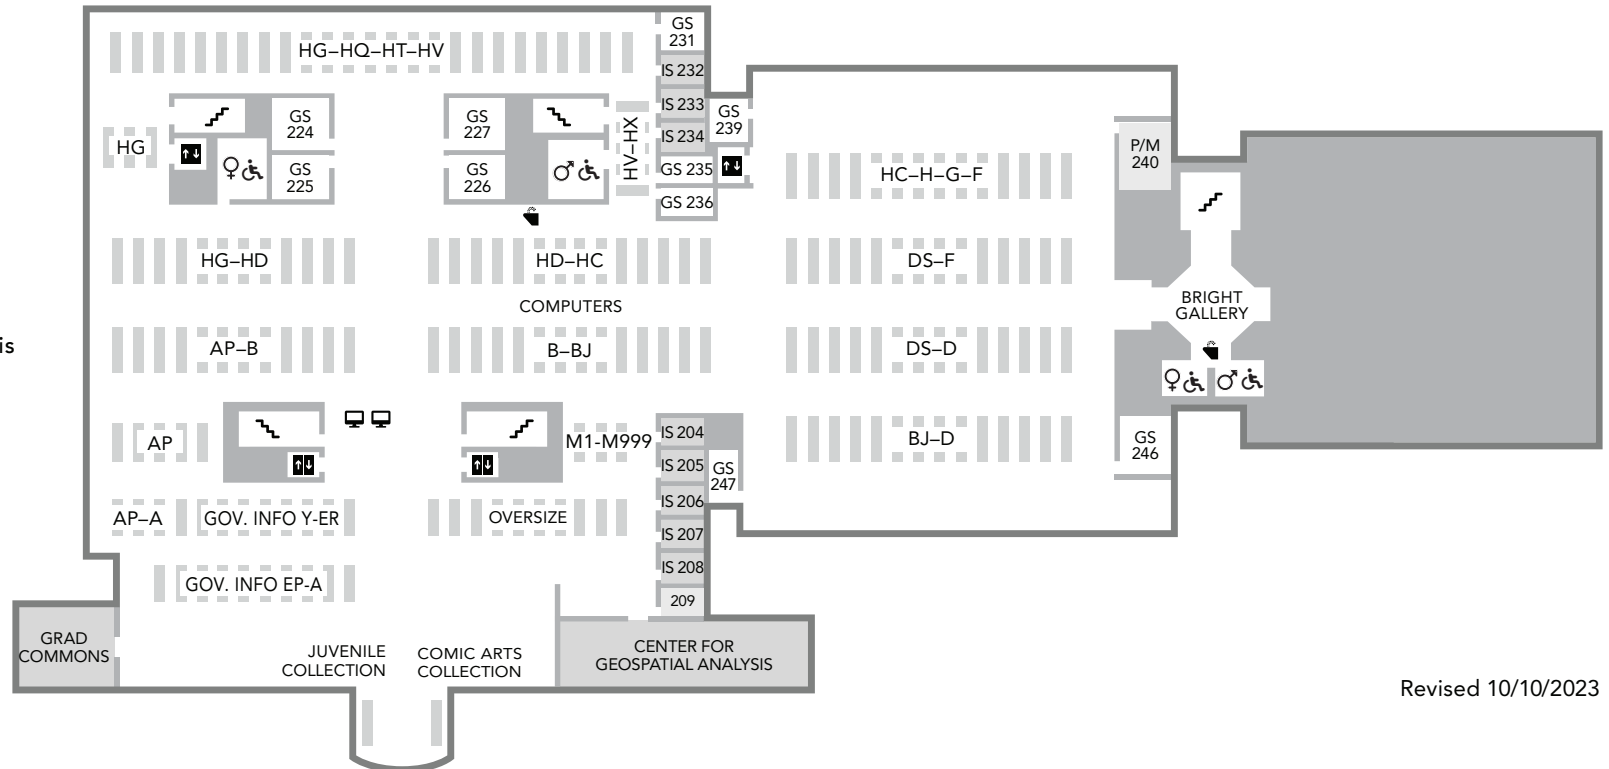 GS
231
HG–HQ–HT–HV
IS 232
IS 233
GS
224
GS
227
GS
239
HV–HX
IS 234
HG
P/M
240
GS
225
GS
226
GS 235
HC–H–G–F
GS 236
HG–HD
HD–HC
DS–F
COMPUTERS
BRIGHT
GALLERY
is
AP–B
B–BJ
DS–D
AP
M1-M999
IS 204
BJ–D
GS
246
IS 205
GS
247
IS 206
AP–A
GOV. INFO Y-ER
OVERSIZE
IS 207
IS 208
GOV. INFO EP-A
209
GRAD
COMMONS
JUVENILE
COLLECTION
COMIC ARTS
COLLECTION
CENTER FOR
GEOSPATIAL ANALYSIS
Revised 10/10/2023